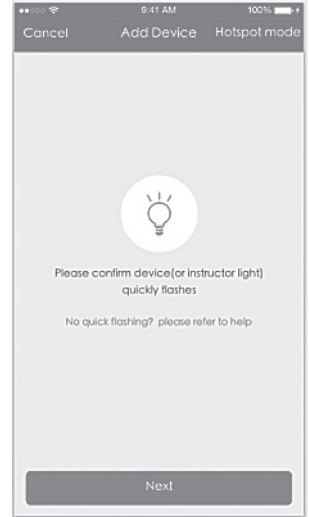 9:41 AM 100%
Cancel Add Device Hotspot mode
Please confirm device(or instructor light)
quickly flashes
No quick flashing? please refer to help
Next